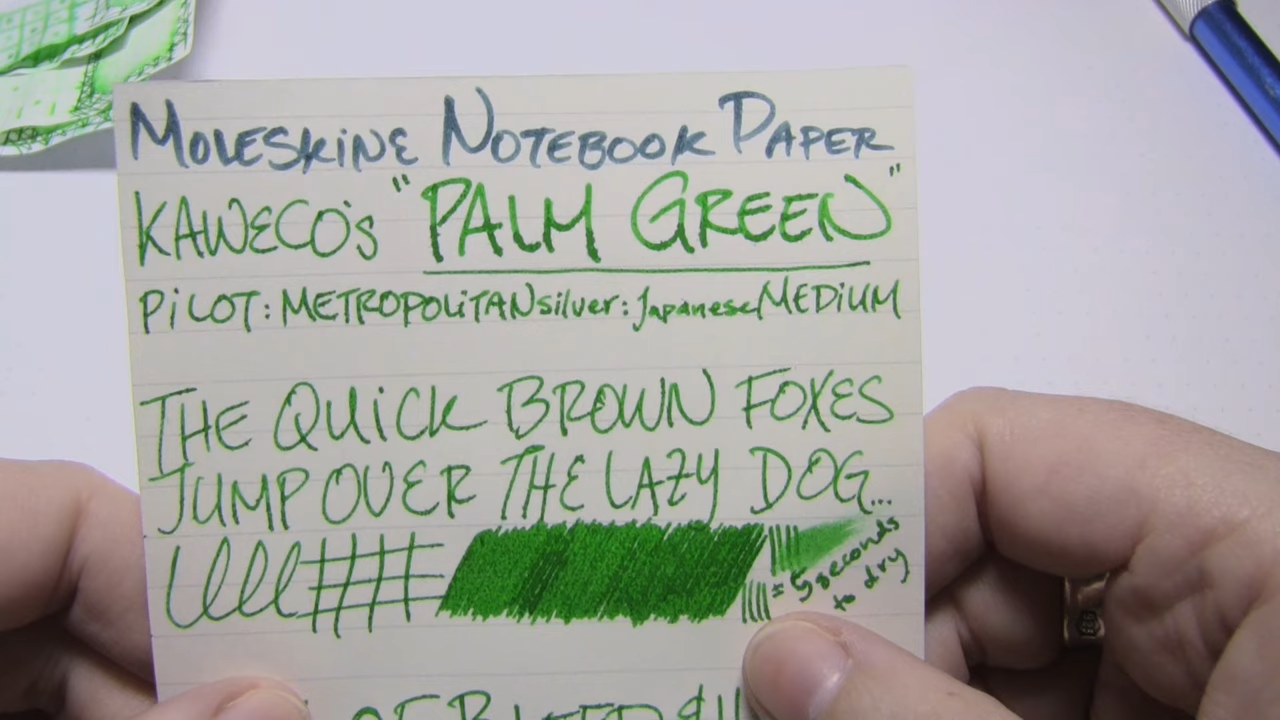 MOLESKINE NOTEBOOK PAPER
KAWECO's "PALM GREEN"
PiLOT: METROPOLiTAN silver: Japanese MEDiUM
THE QUiCK BROWN FOXES
JUMP OVER THE LAZY DOG...
= 5 seconds
to dry
OF